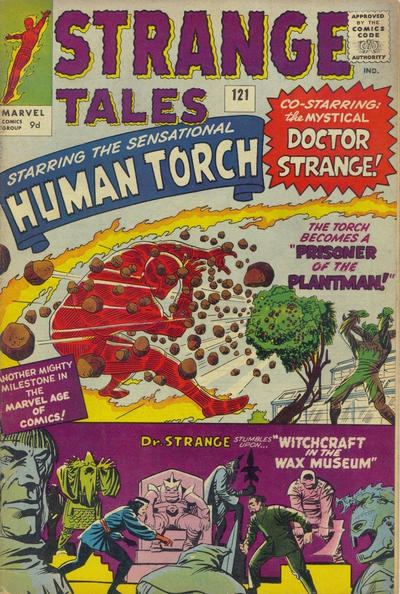 MARVEL
COMICS
GROUP
9d
STRANGE
TALES
121
APPROVED
BY THE
COMICS
CODE
AUTHORITY
IND.
CO-STARRING:
the MYSTICAL
DOCTOR
STRANGE!
STARRING THE SENSATIONAL
HUMAN TORCH
THE TORCH
BECOMES A
"PRISONER
OF THE
PLANTMAN!"
ANOTHER MIGHTY
MILESTONE IN
THE
MARVEL AGE
OF
COMICS!
Dr. STRANGE STUMBLES
UPON... "WITCHCRAFT
IN THE
WAX MUSEUM"